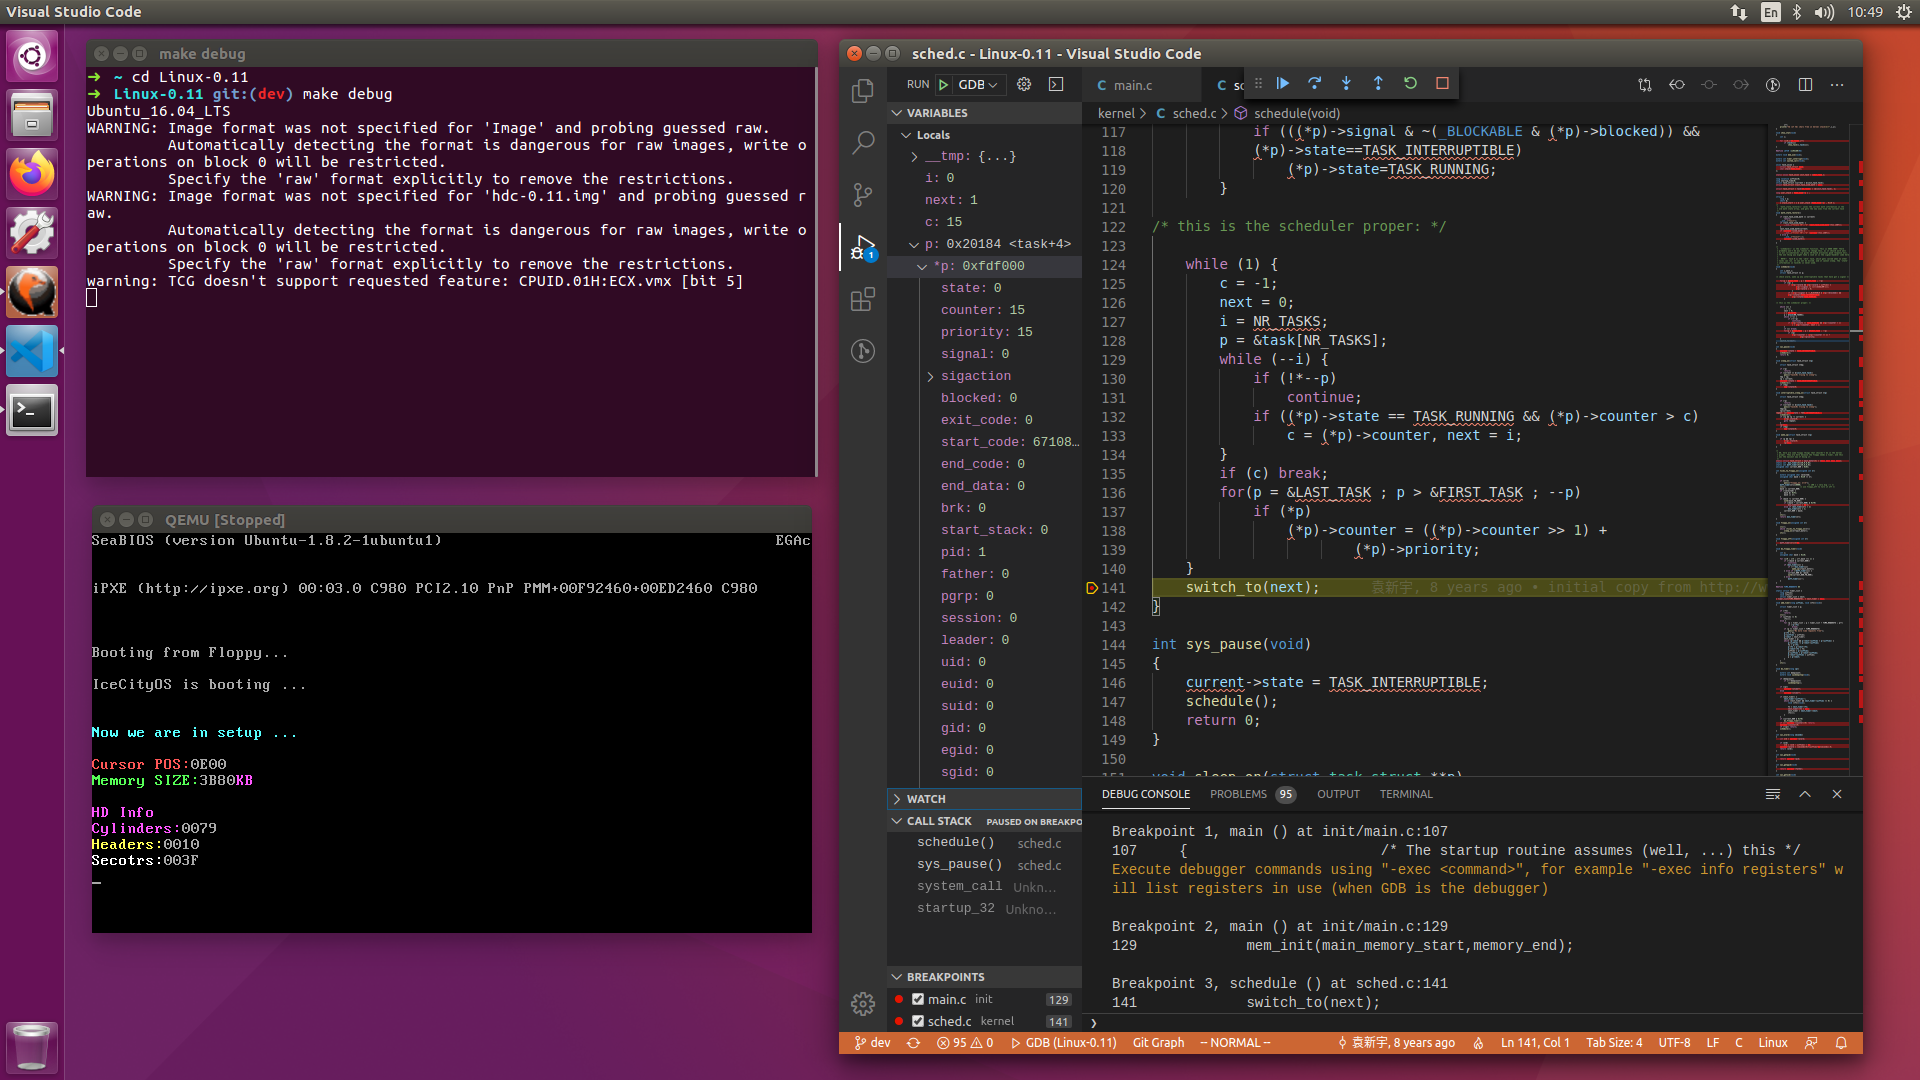 Visual Studio Code
En
10:49
make debug
➜  ~ cd Linux-0.11
➜  Linux-0.11 git:(dev) make debug
Ubuntu_16.04_LTS
WARNING: Image format was not specified for 'Image' and probing guessed raw.
Automatically detecting the format is dangerous for raw images, write o
perations on block 0 will be restricted.
Specify the 'raw' format explicitly to remove the restrictions.
WARNING: Image format was not specified for 'hdc-0.11.img' and probing guessed r
aw.
Automatically detecting the format is dangerous for raw images, write o
perations on block 0 will be restricted.
Specify the 'raw' format explicitly to remove the restrictions.
warning: TCG doesn't support requested feature: CPUID.01H:ECX.vmx [bit 5]
QEMU [Stopped]
SeaBIOS (version Ubuntu-1.8.2-1ubuntu1) EGAc
iPXE (http://ipxe.org) 00:03.0 C980 PCI2.10 PnP PMM+00F92460+00ED2460 C980
Booting from Floppy...
IceCityOS is booting ...
Now we are in setup ...
Cursor POS:0E00
Memory SIZE:3B80KB
HD Info
Cylinders:0079
Headers:0010
Secotrs:003F
sched.c - Linux-0.11 - Visual Studio Code
RUN GDB
VARIABLES
Locals
__tmp: {...}
i: 0
next: 1
c: 15
p: 0x20184 <task+4>
*p: 0xfdf000
state: 0
counter: 15
priority: 15
signal: 0
sigaction
blocked: 0
exit_code: 0
start_code: 67108…
end_code: 0
end_data: 0
brk: 0
start_stack: 0
pid: 1
father: 0
pgrp: 0
session: 0
leader: 0
uid: 0
euid: 0
suid: 0
gid: 0
egid: 0
sgid: 0
WATCH
CALL STACK PAUSED ON BREAKPO
schedule() sched.c
sys_pause() sched.c
system_call Unkn…
startup_32 Unkno…
BREAKPOINTS
main.c init 129
sched.c kernel 141
main.c
kernel > sched.c > schedule(void)
117 if (((*p)->signal & ~(_BLOCKABLE & (*p)->blocked)) &&
118 (*p)->state==TASK_INTERRUPTIBLE)
119 (*p)->state=TASK_RUNNING;
120 }
121
122 /* this is the scheduler proper: */
123
124 while (1) {
125 c = -1;
126 next = 0;
127 i = NR_TASKS;
128 p = &task[NR_TASKS];
129 while (--i) {
130 if (!*--p)
131 continue;
132 if ((*p)->state == TASK_RUNNING && (*p)->counter > c)
133 c = (*p)->counter, next = i;
134 }
135 if (c) break;
136 for(p = &LAST_TASK ; p > &FIRST_TASK ; --p)
137 if (*p)
138 (*p)->counter = ((*p)->counter >> 1) +
139 (*p)->priority;
140 }
141 switch_to(next); 袁新宇, 8 years ago • initial copy from http://w
142 }
143
144 int sys_pause(void)
145 {
146 current->state = TASK_INTERRUPTIBLE;
147 schedule();
148 return 0;
149 }
150
151 void sleep_on(struct task_struct **p)
DEBUG CONSOLE PROBLEMS 95 OUTPUT TERMINAL
Breakpoint 1, main () at init/main.c:107
107 { /* The startup routine assumes (well, ...) this */
Execute debugger commands using "-exec <command>", for example "-exec info registers" w
ill list registers in use (when GDB is the debugger)
Breakpoint 2, main () at init/main.c:129
129 mem_init(main_memory_start,memory_end);
Breakpoint 3, schedule () at sched.c:141
141 switch_to(next);
dev 95 0 GDB (Linux-0.11) Git Graph -- NORMAL -- 袁新宇, 8 years ago Ln 141, Col 1 Tab Size: 4 UTF-8 LF C Linux